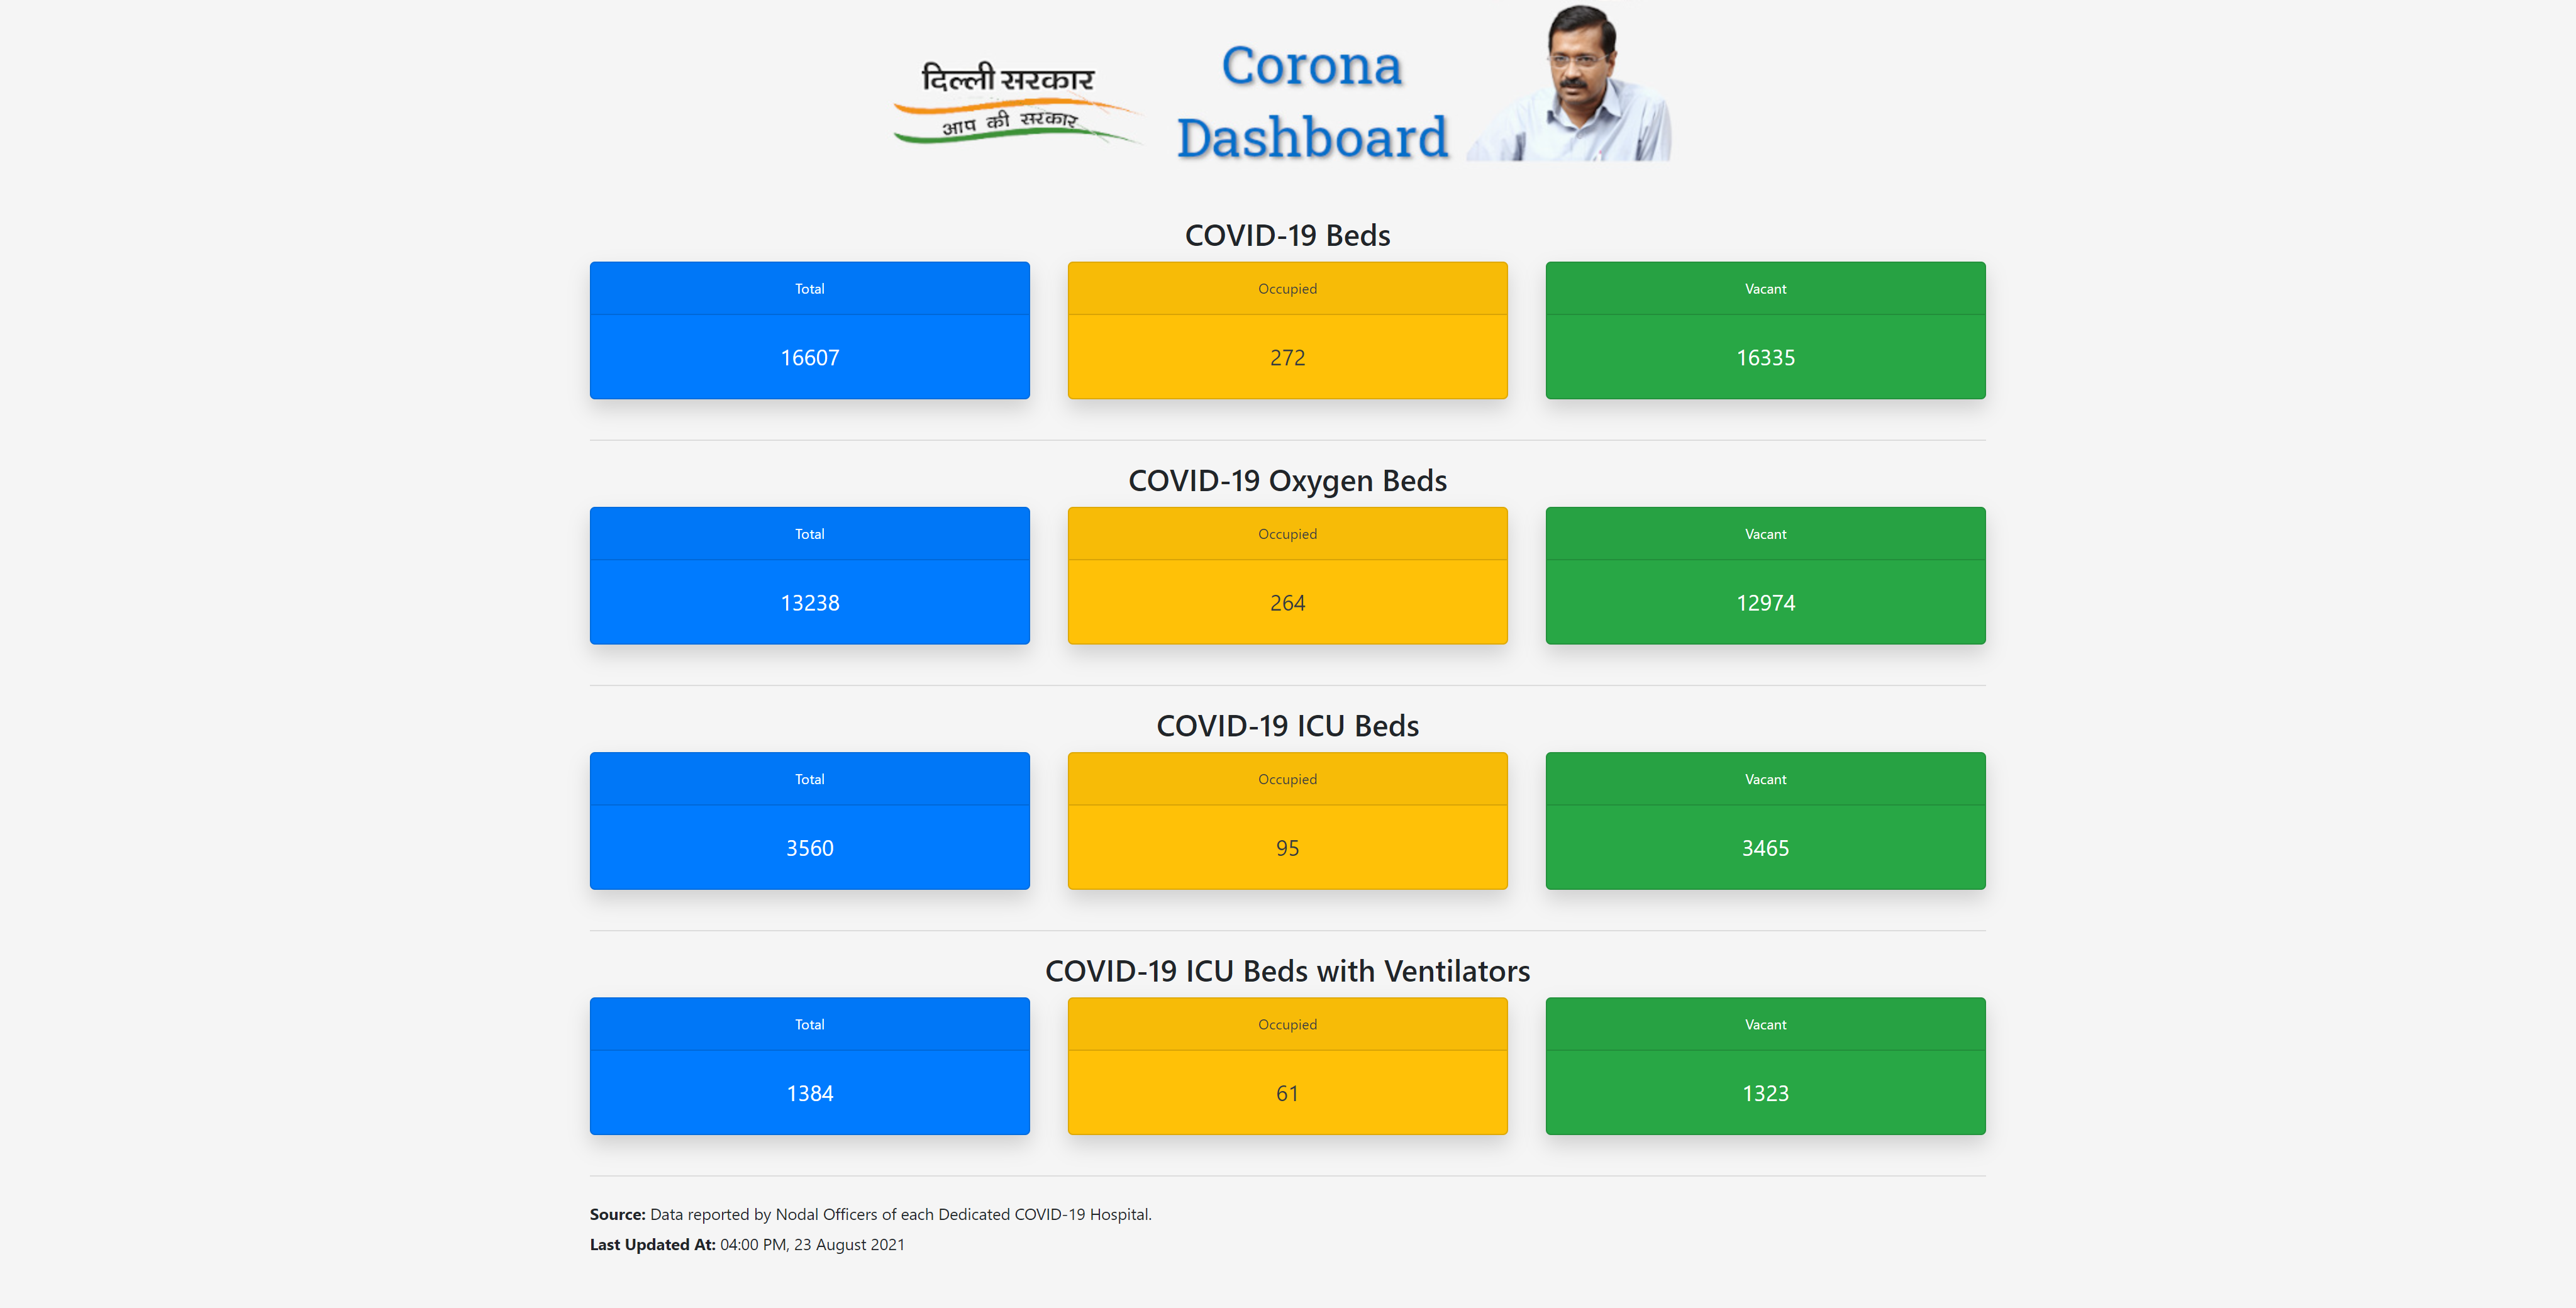 दिल्ली सरकार
आप की सरकार
Corona
Dashboard
COVID-19 Beds
Total
Occupied
Vacant
16607
272
16335
COVID-19 Oxygen Beds
Total
Occupied
Vacant
13238
264
12974
COVID-19 ICU Beds
Total
Occupied
Vacant
3560
95
3465
COVID-19 ICU Beds with Ventilators
Total
Occupied
Vacant
1384
61
1323
Source: Data reported by Nodal Officers of each Dedicated COVID-19 Hospital.
Last Updated At: 04:00 PM, 23 August 2021